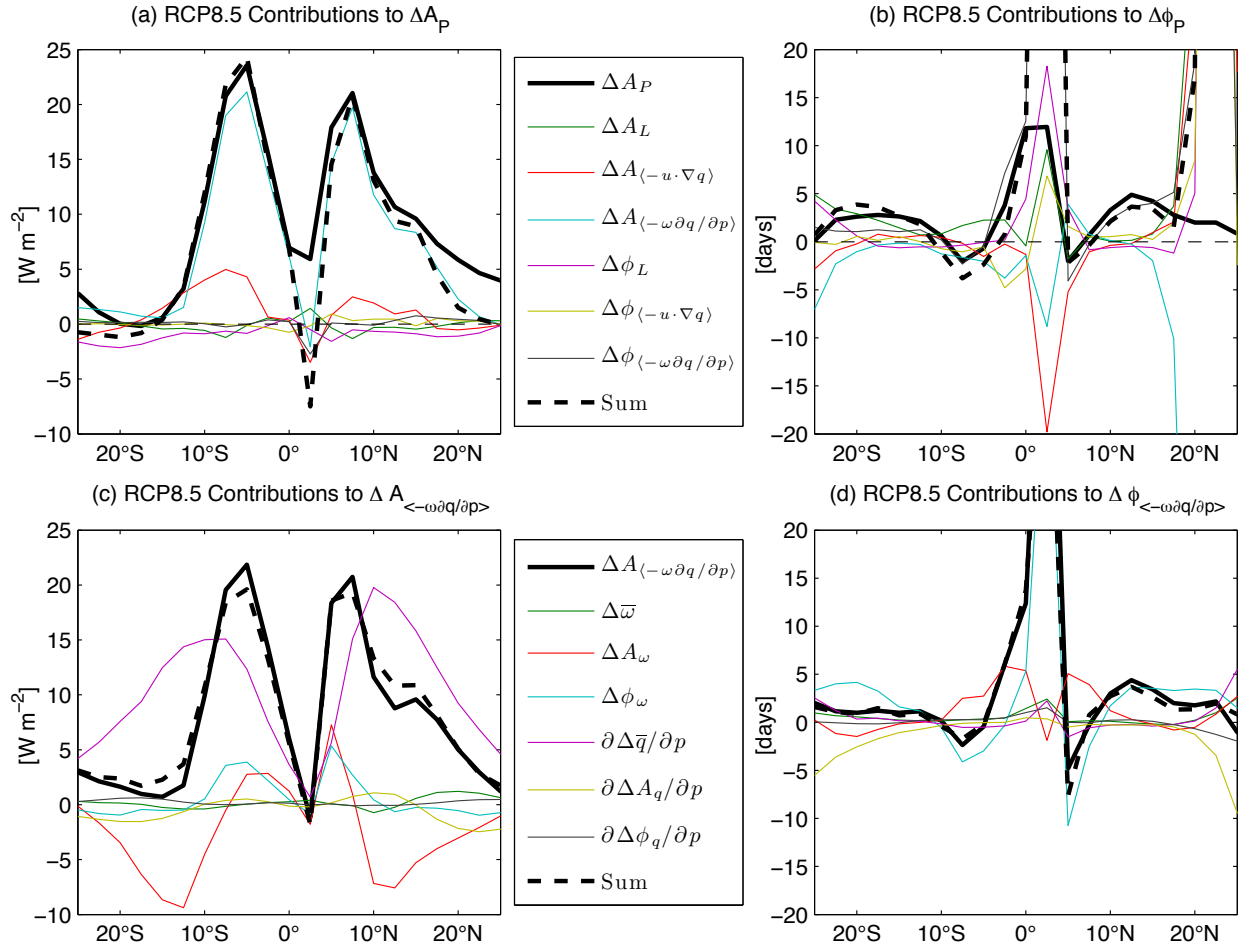 (a) RCP8.5 Contributions to ΔA_P
[W m⁻²]
25
20
15
10
5
0
−5
−10
20°S 10°S 0° 10°N 20°N
ΔA_P
ΔA_L
ΔA_⟨−u·∇q⟩
ΔA_⟨−ω∂q/∂p⟩
Δϕ_L
Δϕ_⟨−u·∇q⟩
Δϕ_⟨−ω∂q/∂p⟩
Sum
(b) RCP8.5 Contributions to Δϕ_P
[days]
20
15
10
5
0
−5
−10
−15
−20
20°S 10°S 0° 10°N 20°N
(c) RCP8.5 Contributions to Δ A_<−ω∂q/∂p>
[W m⁻²]
25
20
15
10
5
0
−5
−10
20°S 10°S 0° 10°N 20°N
ΔA_⟨−ω∂q/∂p⟩
Δω̅
ΔA_ω
Δϕ_ω
∂Δq̅/∂p
∂ΔA_q/∂p
∂Δϕ_q/∂p
Sum
(d) RCP8.5 Contributions to Δ ϕ_<−ω∂q/∂p>
[days]
20
15
10
5
0
−5
−10
−15
−20
20°S 10°S 0° 10°N 20°N